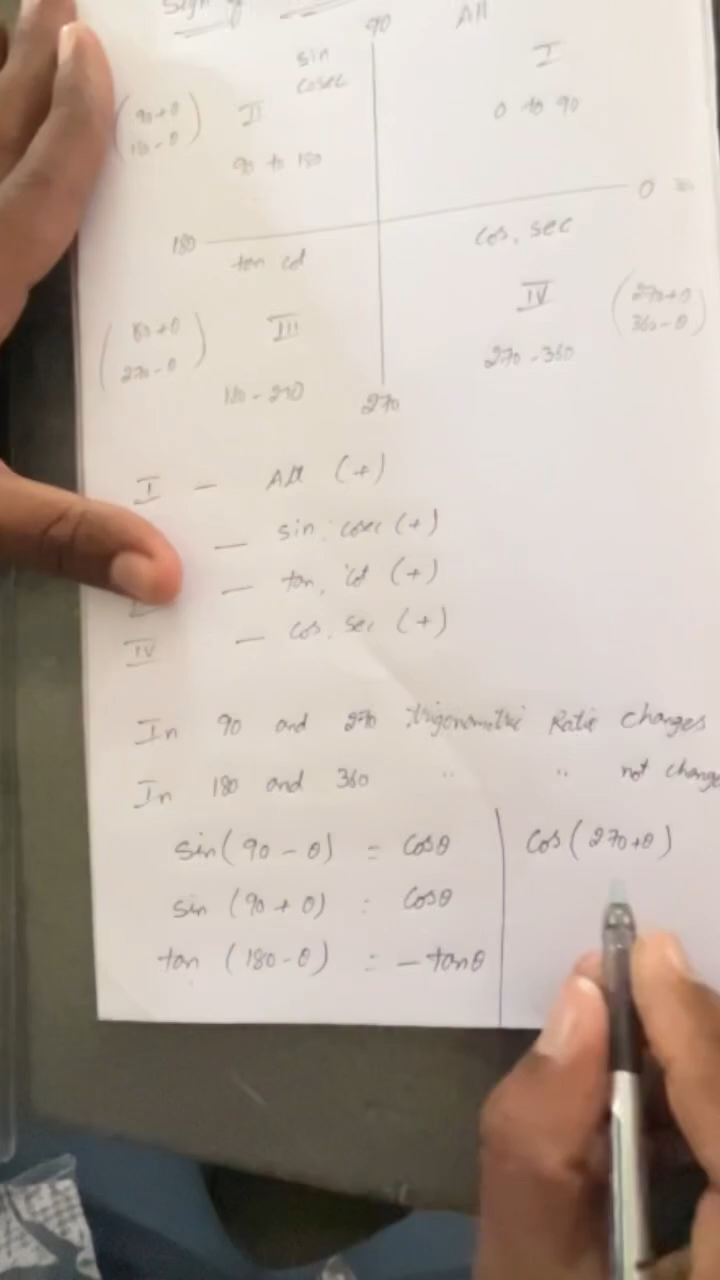 Sign of
90 All
sin
cosec
I
(90+θ
180-θ)
II
0 to 90
90 to 180
0
180
tan cot
cos, sec
(270+θ
360-θ)
IV
(180+θ
270-θ)
III
270-360
180-270
270
I - All (+)
- sin, cosec (+)
- tan, cot (+)
IV - cos, sec (+)
In 90 and 270 trigonometric Ratio changes
In 180 and 360 " " not change
sin(90-θ) = cosθ
cos(270+θ)
sin (90+θ) : cosθ
tan (180-θ) = -tanθ